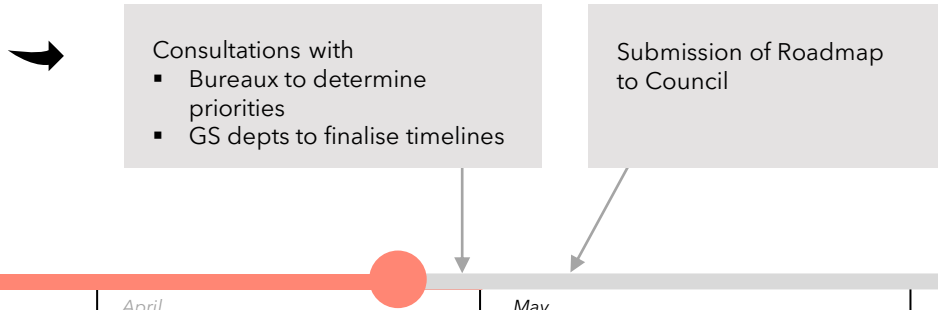 Consultations with
▪ Bureaux to determine
priorities
▪ GS depts to finalise timelines
Submission of Roadmap
to Council
April
May